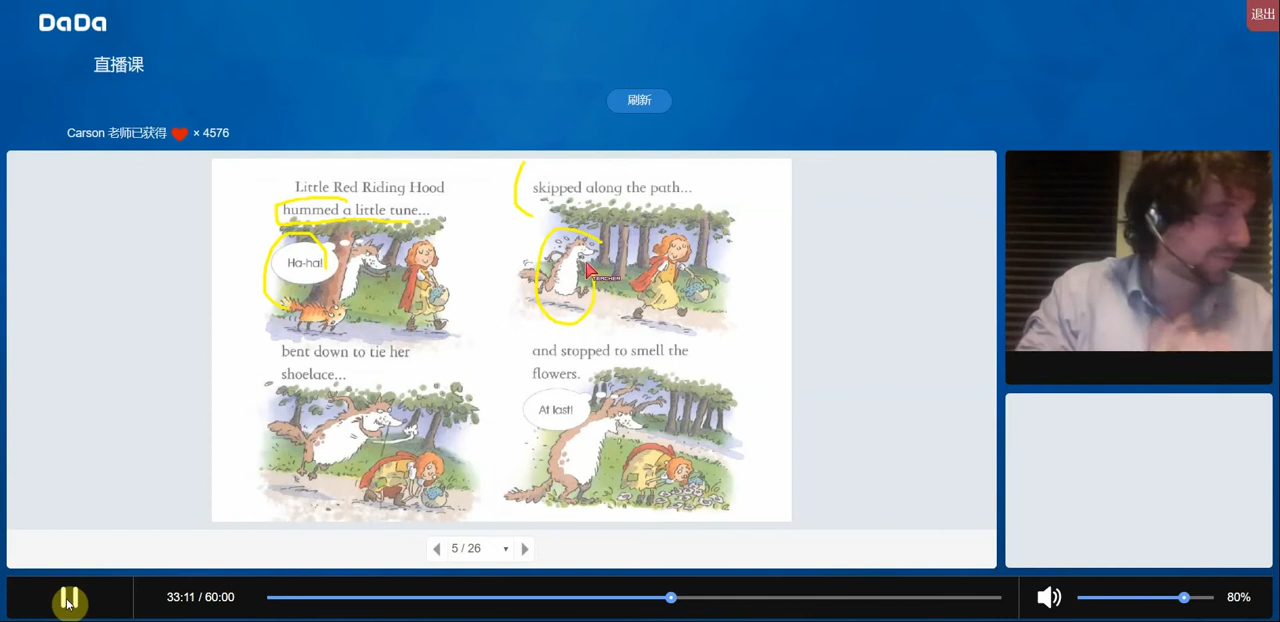 DaDa
退出
直播课
刷新
Carson 老师已获得 × 4576
Little Red Riding Hood
hummed a little tune...
Ha-ha!
skipped along the path...
TEACHER
bent down to tie her
shoelace...
and stopped to smell the
flowers.
At last!
5 / 26
33:11 / 60:00
80%